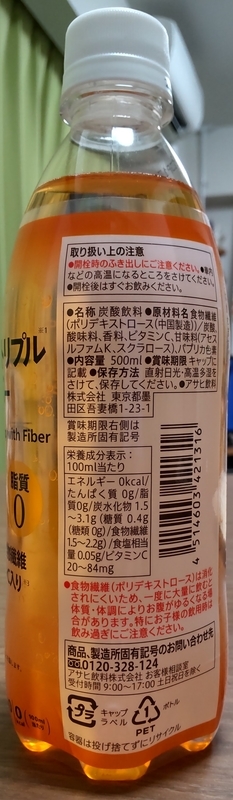 リプル
with Fiber
脂質
0
取り扱い上の注意
●開栓時のふき出しにご注意ください。●車内
などの高温になるところをさけてください。
●開栓後はすぐお飲みください。
●名称 炭酸飲料 ●原材料名 食物繊維
(ポリデキストロース(中国製造))/炭酸、
酸味料、香料、ビタミンC、甘味料(アセス
ルファムK、スクラロース)、パプリカ色素
●内容量 500ml ●賞味期限 キャップに
記載 ●保存方法 直射日光・高温多湿を
さけて、保存してください。●アサヒ飲料
株式会社 東京都墨
田区吾妻橋1-23-1
賞味期限右側は
製造所固有記号
栄養成分表示:
100ml当たり
エネルギー 0kcal/
たんぱく質 0g/脂
質0g/炭水化物 1.5
～3.1g (糖質 0.4g
(糖類 0g)/食物繊維
1.5～2.2g)/食塩相当
量 0.05g/ビタミンC
20～84mg
4 514603 421316
●食物繊維(ポリデキストロース)は消化
されにくいため、一度に大量に飲むと
体質・体調によりお腹がゆるくなる場
合があります。特にお子様の飲用時は
飲み過ぎにご注意ください。
商品、製造所固有記号のお問い合わせ先
0120-328-124
アサヒ飲料株式会社 お客様相談室
受付時間 9:00～17:00 土日祝日を除く
プラ
キャップ
ラベル
PET
ボトル
容器は投げ捨てずにリサイクル